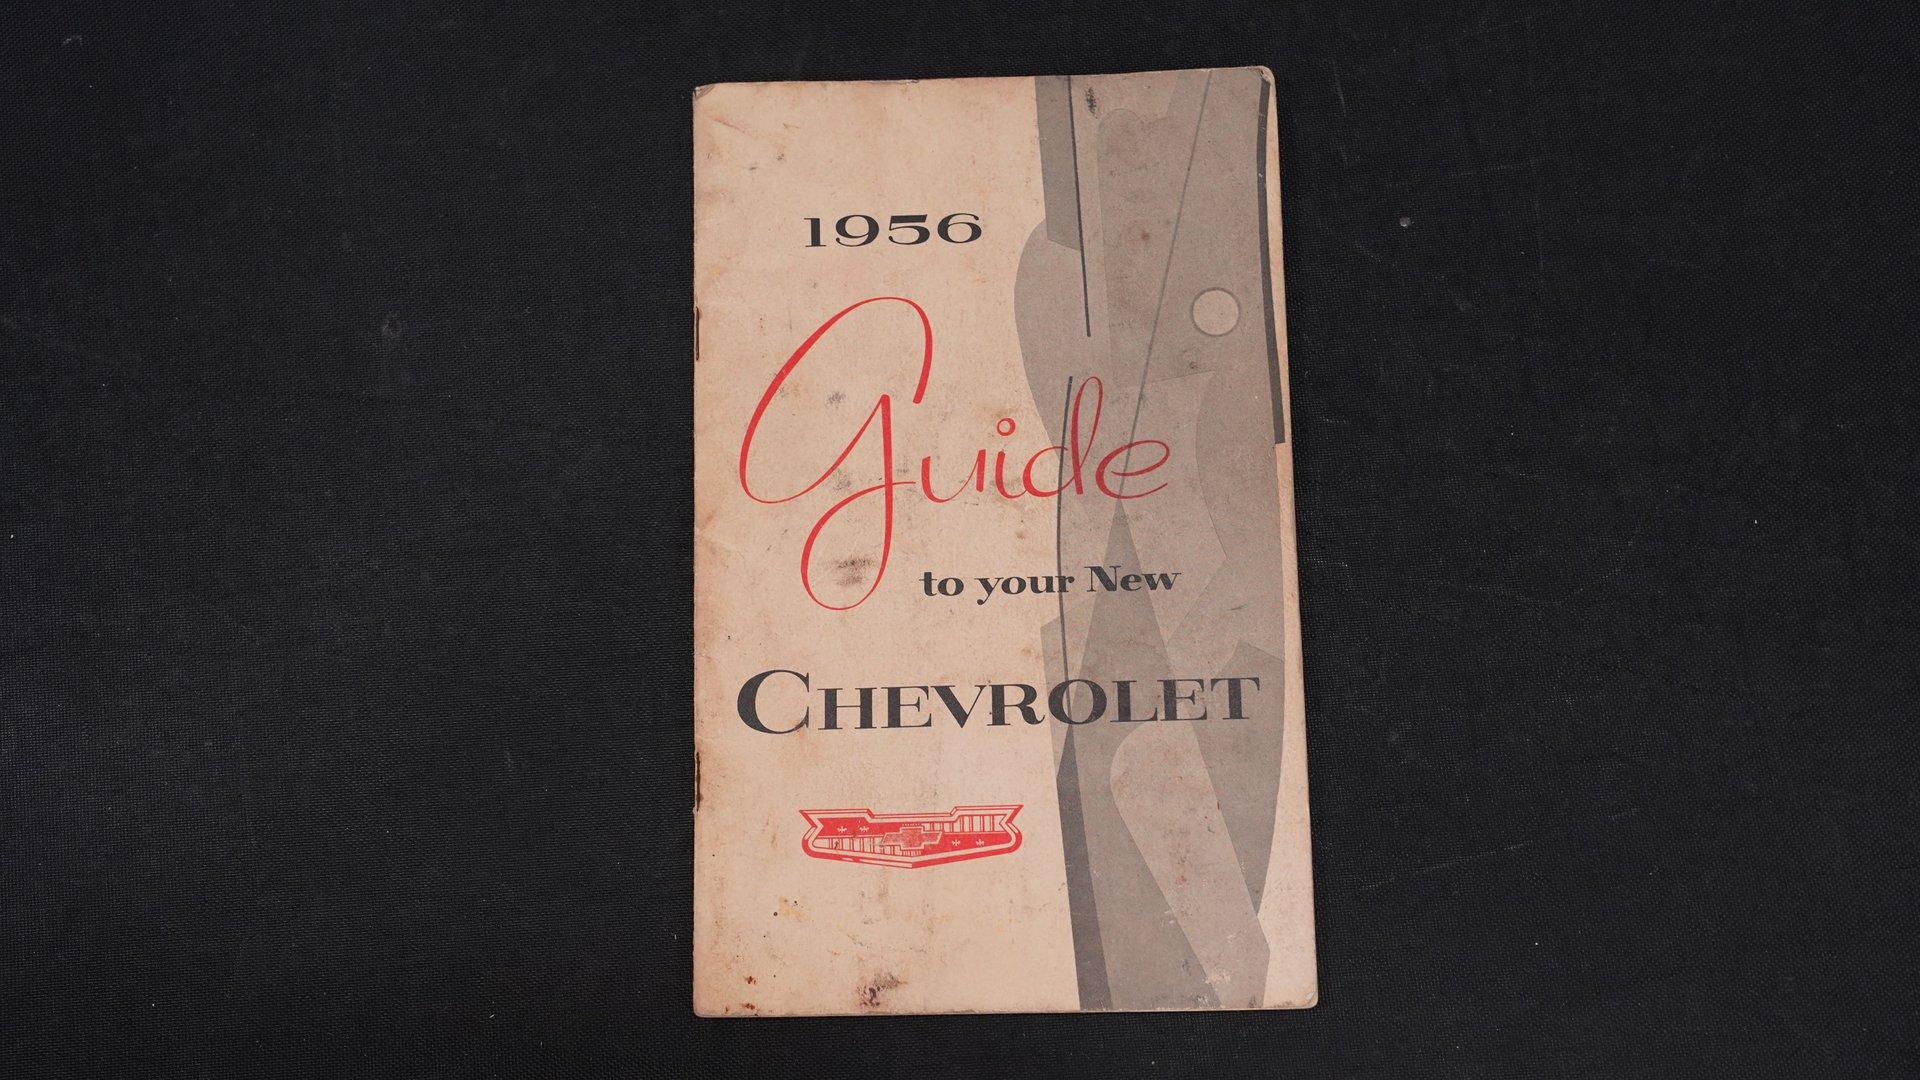 1956
Guide
to your New
CHEVROLET